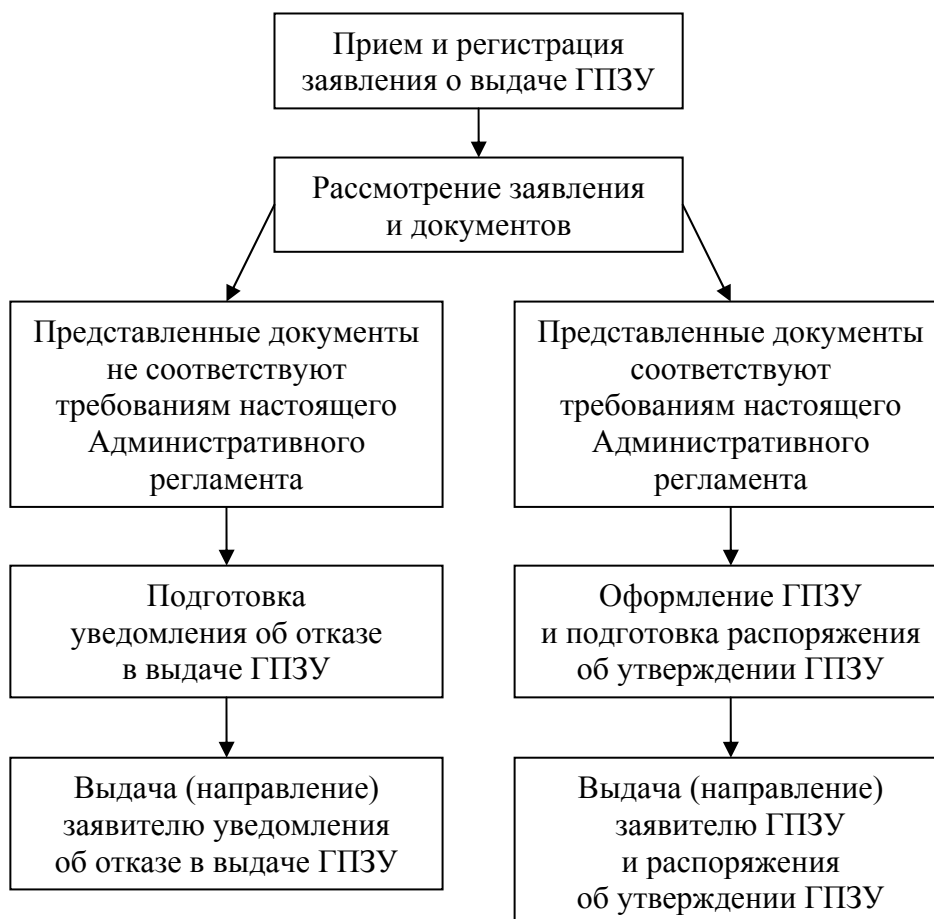 Прием и регистрация
заявления о выдаче ГПЗУ
Рассмотрение заявления
и документов
Представленные документы
не соответствуют
требованиям настоящего
Административного
регламента
Представленные документы
соответствуют
требованиям настоящего
Административного
регламента
Подготовка
уведомления об отказе
в выдаче ГПЗУ
Оформление ГПЗУ
и подготовка распоряжения
об утверждении ГПЗУ
Выдача (направление)
заявителю уведомления
об отказе в выдаче ГПЗУ
Выдача (направление)
заявителю ГПЗУ
и распоряжения
об утверждении ГПЗУ